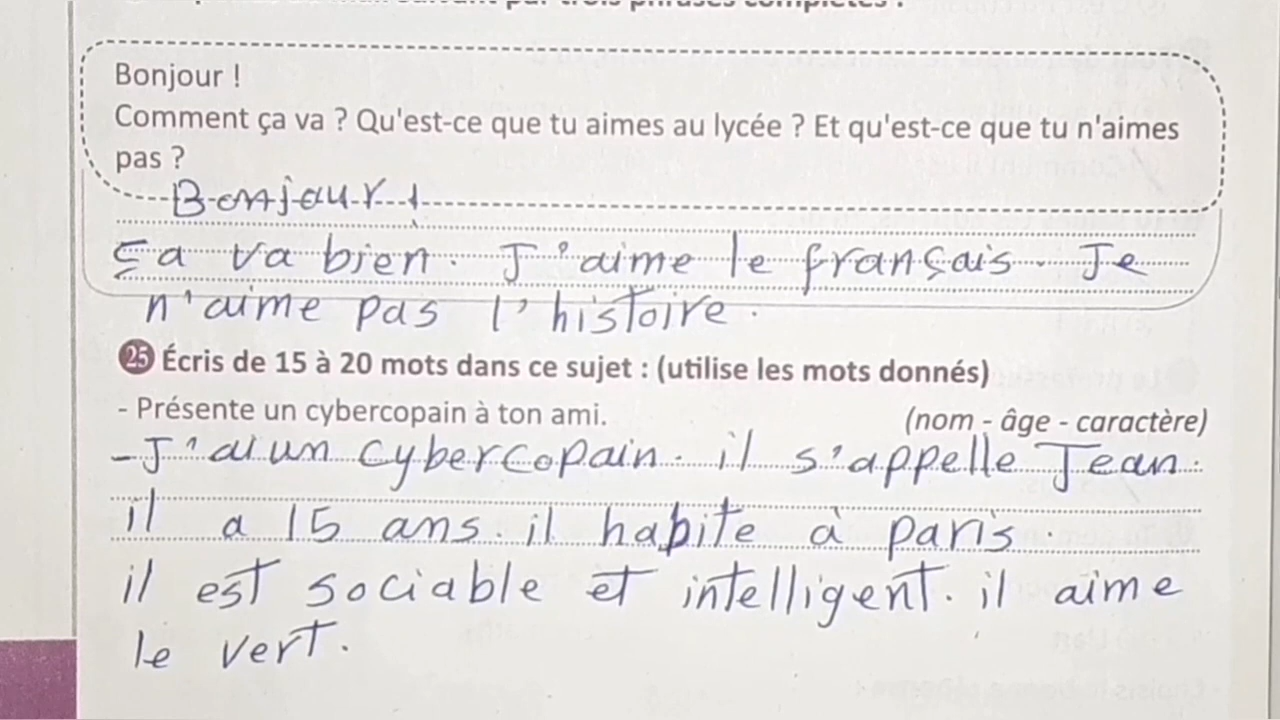 Bonjour !
Comment ça va ? Qu'est-ce que tu aimes au lycée ? Et qu'est-ce que tu n'aimes
pas ?
Bonjour !
ça va bien. J'aime le français. Je
n'aime pas l'histoire.
25 Écris de 15 à 20 mots dans ce sujet : (utilise les mots donnés)
- Présente un cybercopain à ton ami. (nom - âge - caractère)
- J'ai un cybercopain. il s'appelle Jean.
il a 15 ans. il habite à paris.
il est sociable et intelligent. il aime
le vert.